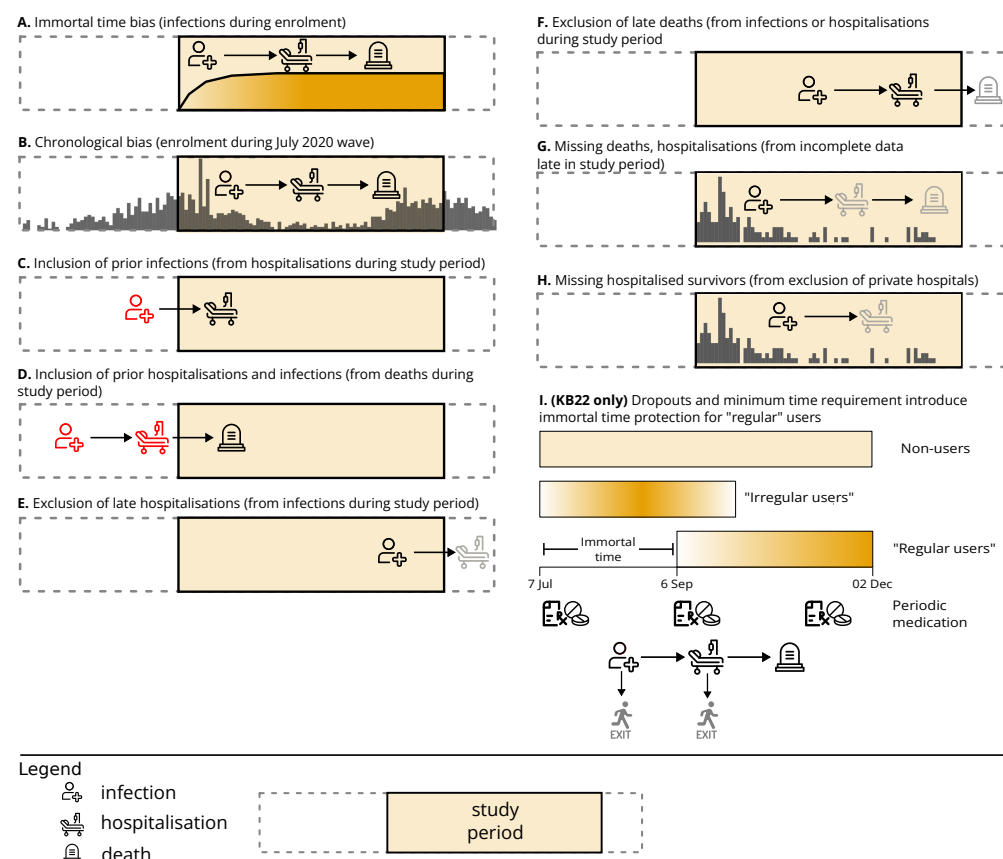 A. Immortal time bias (infections during enrolment)
B. Chronological bias (enrolment during July 2020 wave)
C. Inclusion of prior infections (from hospitalisations during study period)
D. Inclusion of prior hospitalisations and infections (from deaths during
study period)
E. Exclusion of late hospitalisations (from infections during study period)
F. Exclusion of late deaths (from infections or hospitalisations
during study period
G. Missing deaths, hospitalisations (from incomplete data
late in study period)
H. Missing hospitalised survivors (from exclusion of private hospitals)
I. (KB22 only) Dropouts and minimum time requirement introduce
immortal time protection for "regular" users
Non-users
"Irregular users"
Immortal
time
"Regular users"
7 Jul
6 Sep
02 Dec
Periodic
medication
EXIT
EXIT
Legend
infection
hospitalisation
death
study
period